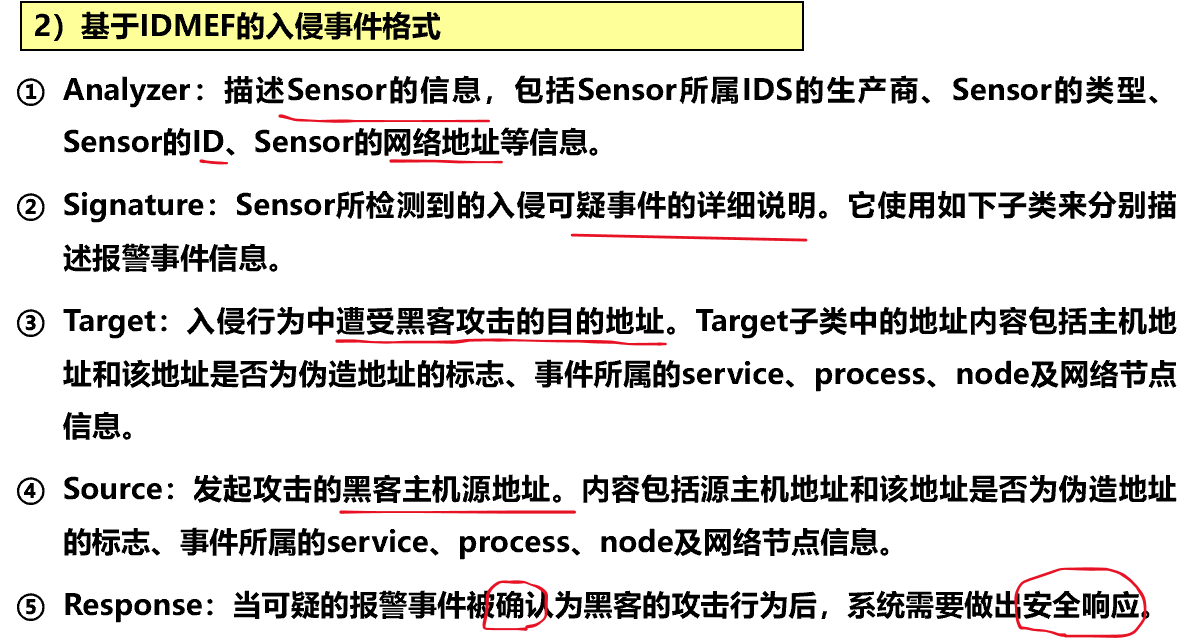 2）基于IDMEF的入侵事件格式
① Analyzer：描述Sensor的信息，包括Sensor所属IDS的生产商、Sensor的类型、
Sensor的ID、Sensor的网络地址等信息。
② Signature：Sensor所检测到的入侵可疑事件的详细说明。它使用如下子类来分别描
述报警事件信息。
③ Target：入侵行为中遭受黑客攻击的目的地址。Target子类中的地址内容包括主机地
址和该地址是否为伪造地址的标志、事件所属的service、process、node及网络节点
信息。
④ Source：发起攻击的黑客主机源地址。内容包括源主机地址和该地址是否为伪造地址
的标志、事件所属的service、process、node及网络节点信息。
⑤ Response：当可疑的报警事件被确认为黑客的攻击行为后，系统需要做出安全响应。